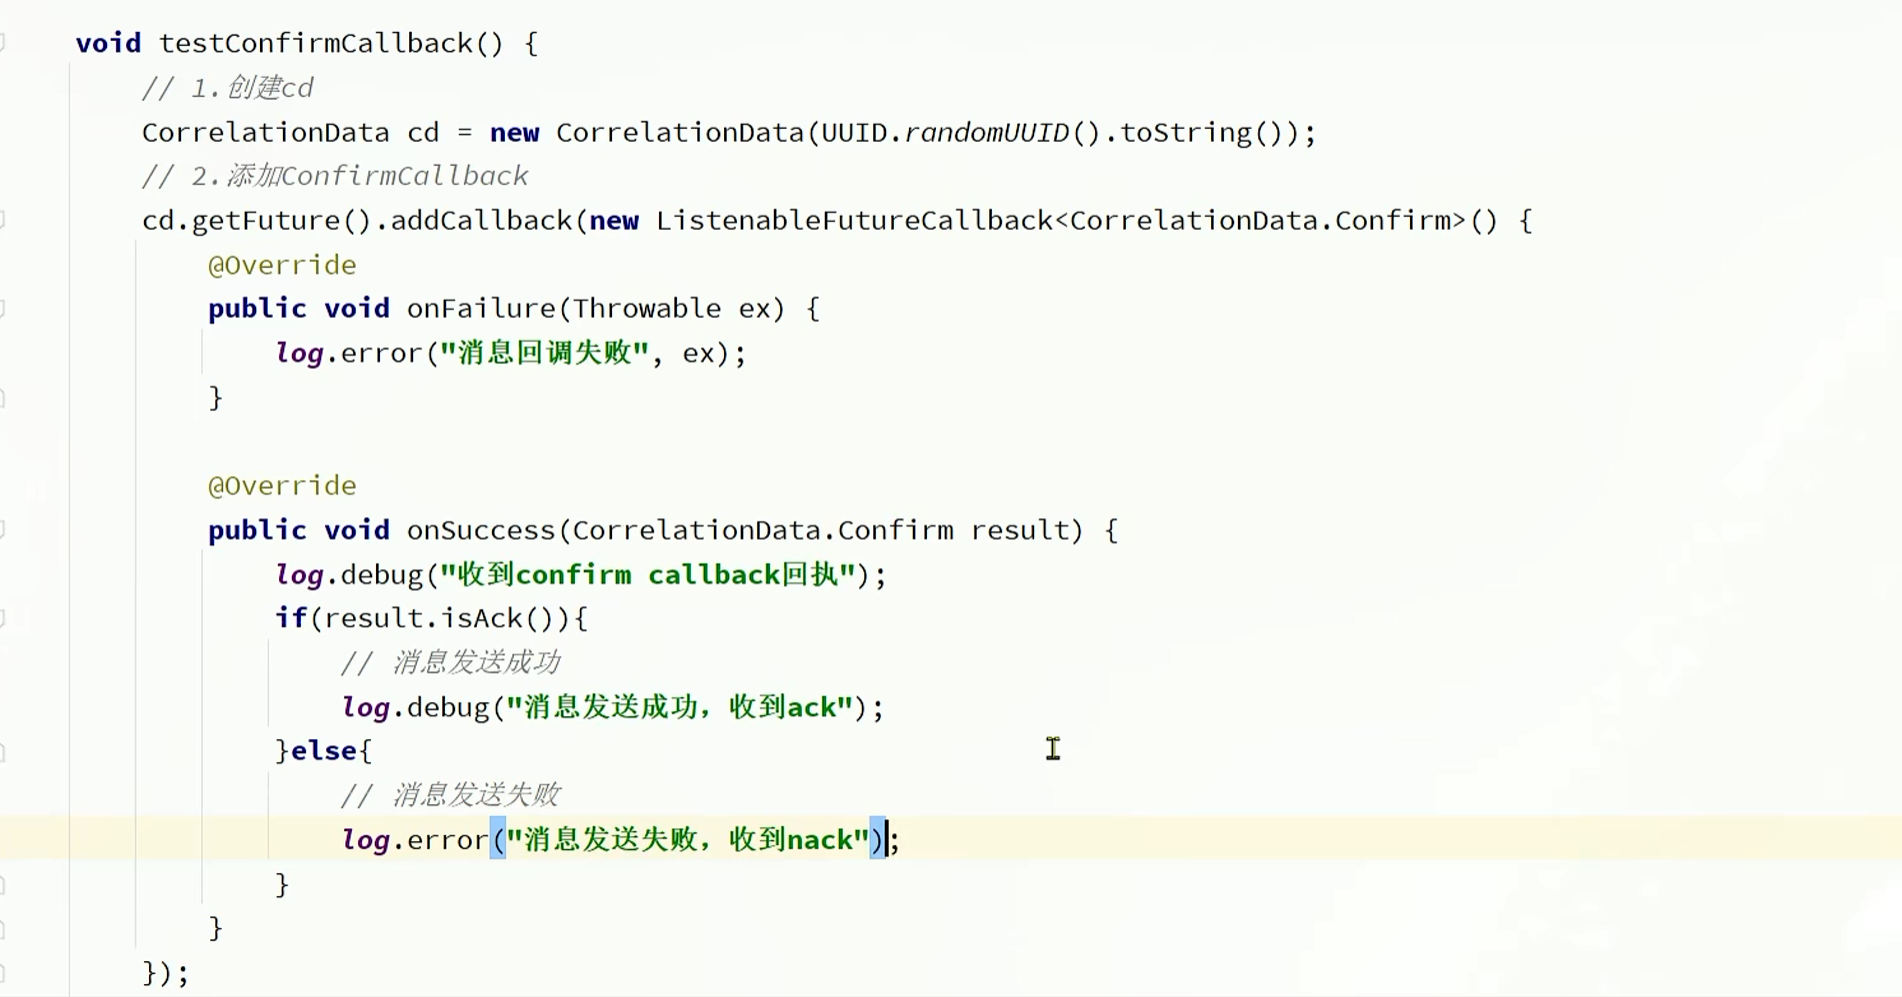 void testConfirmCallback() {
// 1.创建cd
CorrelationData cd = new CorrelationData(UUID.randomUUID().toString());
// 2.添加ConfirmCallback
cd.getFuture().addCallback(new ListenableFutureCallback<CorrelationData.Confirm>() {
@Override
public void onFailure(Throwable ex) {
log.error("消息回调失败", ex);
}
@Override
public void onSuccess(CorrelationData.Confirm result) {
log.debug("收到confirm callback回执");
if(result.isAck()){
// 消息发送成功
log.debug("消息发送成功，收到ack");
}else{
// 消息发送失败
log.error("消息发送失败，收到nack");
}
}
});